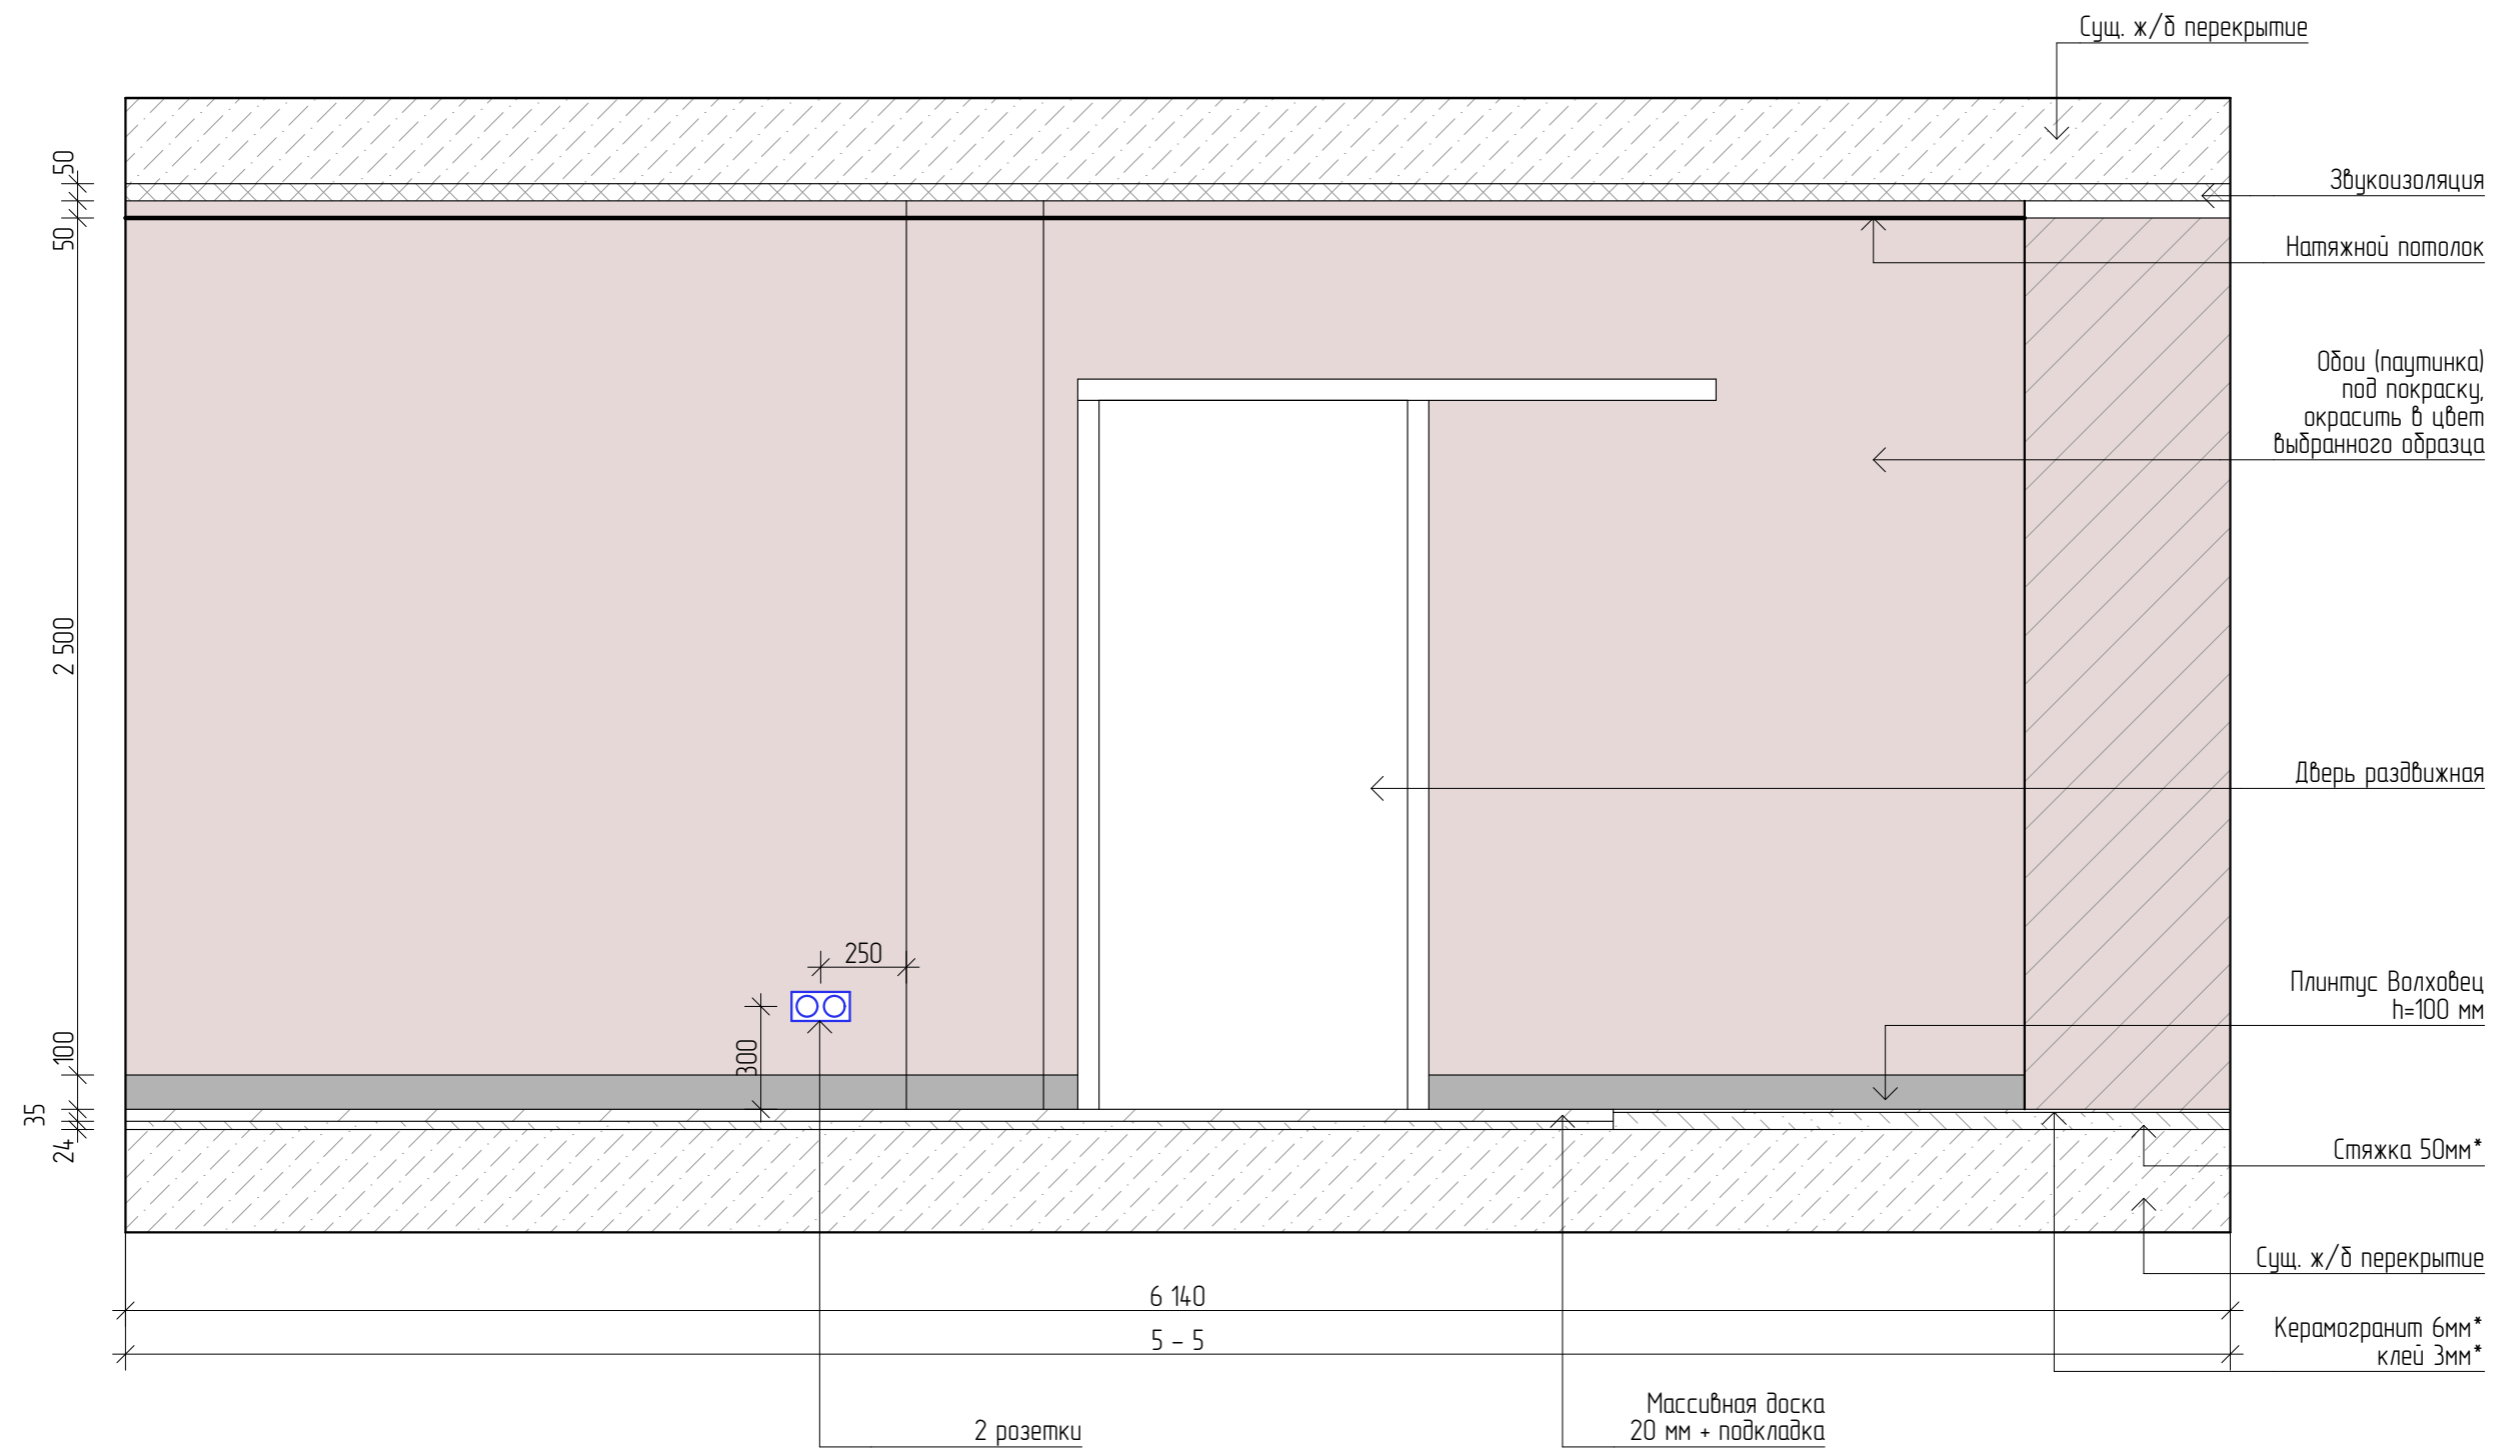 Сущ. ж/б перекрытие
50
Звукоизоляция
50
Натяжной потолок
Обои (паутинка)
под покраску,
окрасить в цвет
выбранного образца
2 500
Дверь раздвижная
250
Плинтус Волховец
h=100 мм
300
100
35
24
Стяжка 50мм*
Сущ. ж/б перекрытие
6 140
Керамогранит 6мм*
клей 3мм*
5 – 5
Массивная доска
20 мм + подкладка
2 розетки